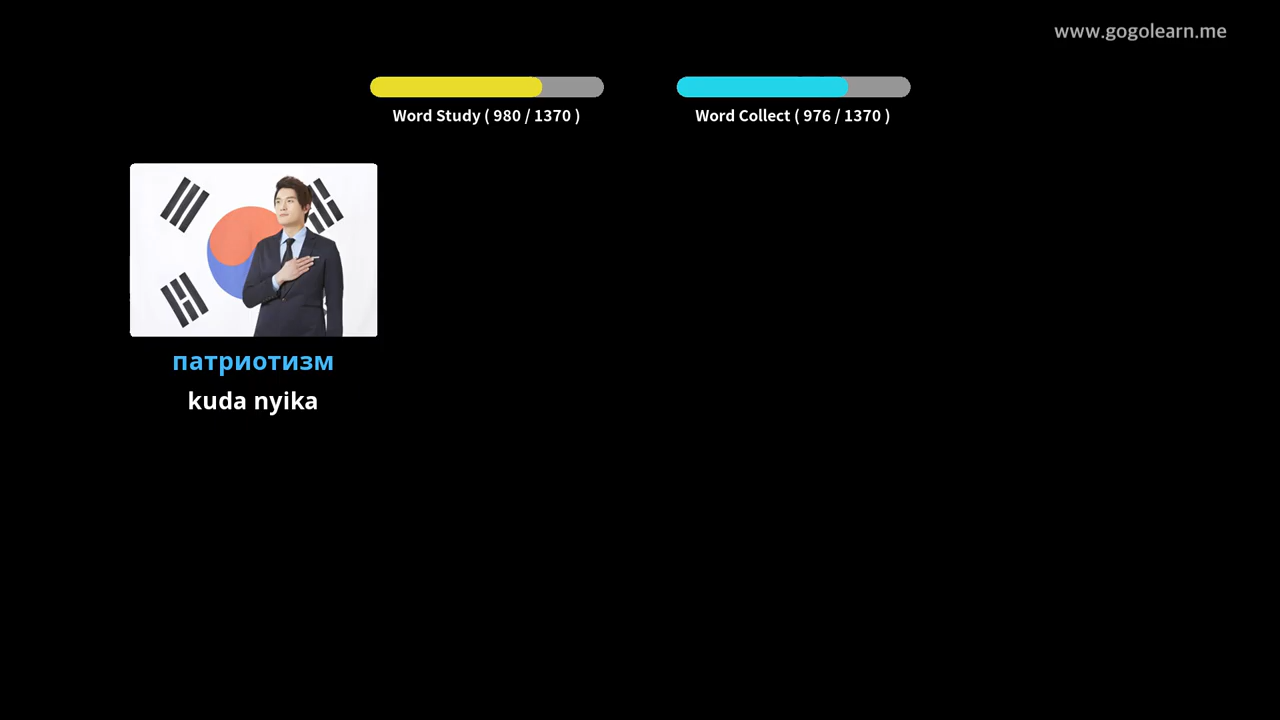 www.gogolearn.me
Word Study ( 980 / 1370 )
Word Collect ( 976 / 1370 )
патриотизм
kuda nyika